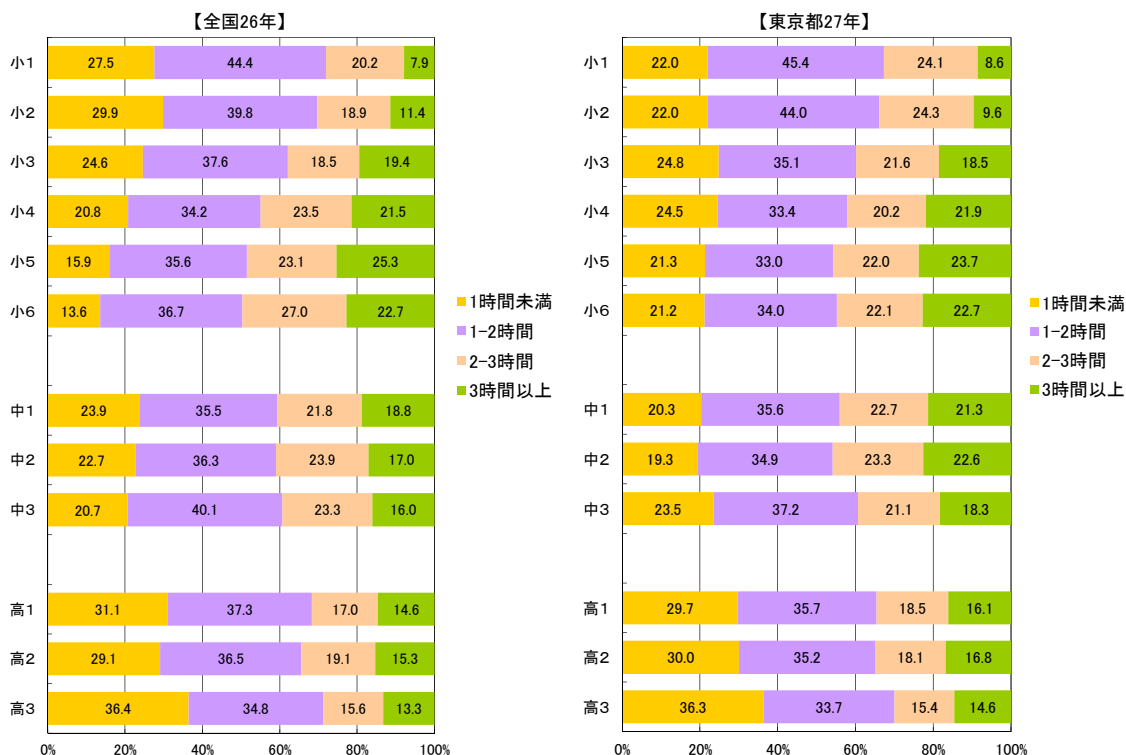 【全国26年】
小1 27.5 44.4 20.2 7.9
小2 29.9 39.8 18.9 11.4
小3 24.6 37.6 18.5 19.4
小4 20.8 34.2 23.5 21.5
小5 15.9 35.6 23.1 25.3
小6 13.6 36.7 27.0 22.7
中1 23.9 35.5 21.8 18.8
中2 22.7 36.3 23.9 17.0
中3 20.7 40.1 23.3 16.0
高1 31.1 37.3 17.0 14.6
高2 29.1 36.5 19.1 15.3
高3 36.4 34.8 15.6 13.3
0% 20% 40% 60% 80% 100%
1時間未満
1-2時間
2-3時間
3時間以上
【東京都27年】
小1 22.0 45.4 24.1 8.6
小2 22.0 44.0 24.3 9.6
小3 24.8 35.1 21.6 18.5
小4 24.5 33.4 20.2 21.9
小5 21.3 33.0 22.0 23.7
小6 21.2 34.0 22.1 22.7
中1 20.3 35.6 22.7 21.3
中2 19.3 34.9 23.3 22.6
中3 23.5 37.2 21.1 18.3
高1 29.7 35.7 18.5 16.1
高2 30.0 35.2 18.1 16.8
高3 36.3 33.7 15.4 14.6
0% 20% 40% 60% 80% 100%
1時間未満
1-2時間
2-3時間
3時間以上